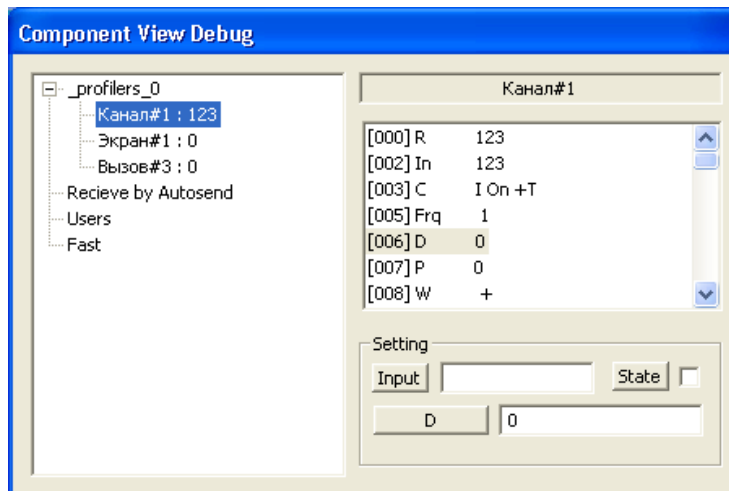 Component View Debug
_profilers_0
Канал#1 : 123
Экран#1 : 0
Вызов#3 : 0
Recieve by Autosend
Users
Fast
Канал#1
[000] R 123
[002] In 123
[003] C I On +T
[005] Frq 1
[006] D 0
[007] P 0
[008] W +
Setting
Input State
D 0